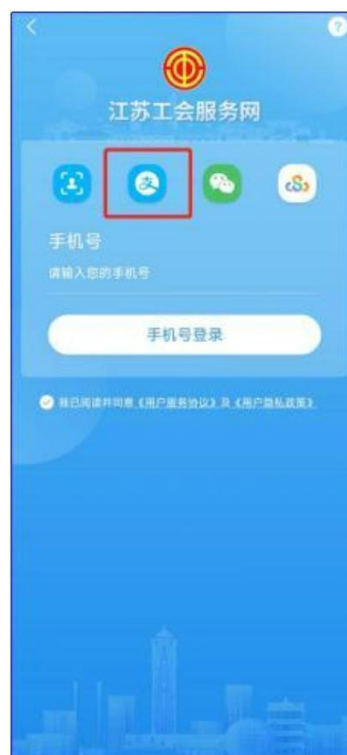 ?
江苏工会服务网
支
手机号
请输入您的手机号
手机号登录
我已阅读并同意《用户服务协议》及《用户隐私政策》